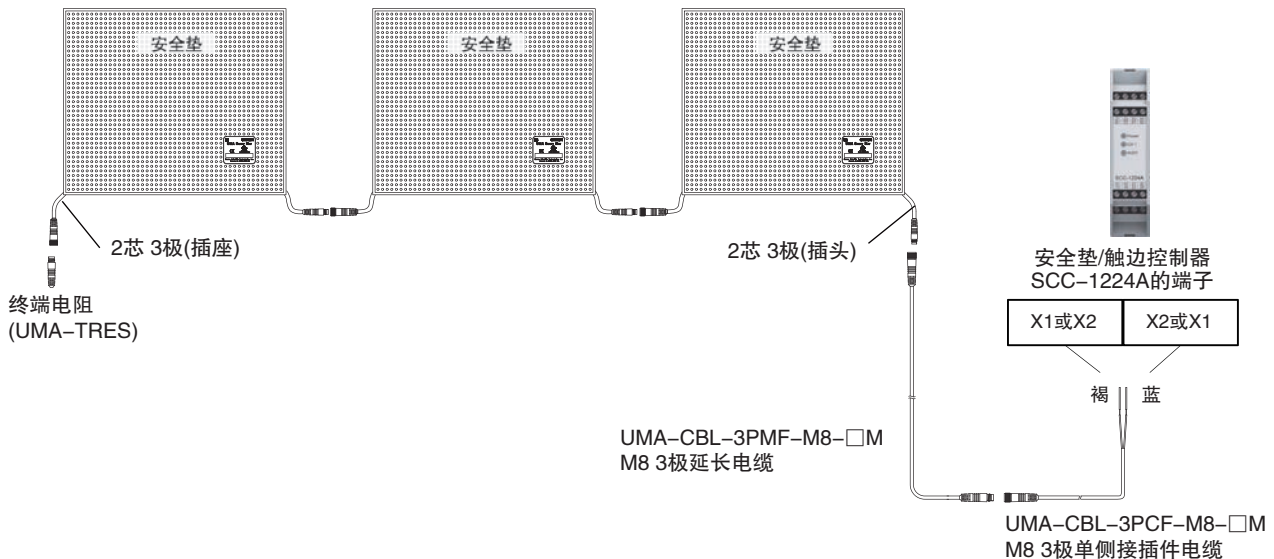 安全垫
安全垫
安全垫
2芯 3极(插座)
2芯 3极(插头)
终端电阻
(UMA–TRES)
Power
SCC-1224A
安全垫/触边控制器
SCC–1224A的端子
X1或X2
X2或X1
褐
蓝
UMA–CBL–3PMF–M8–□M
M8 3极延长电缆
UMA–CBL–3PCF–M8–□M
M8 3极单侧接插件电缆